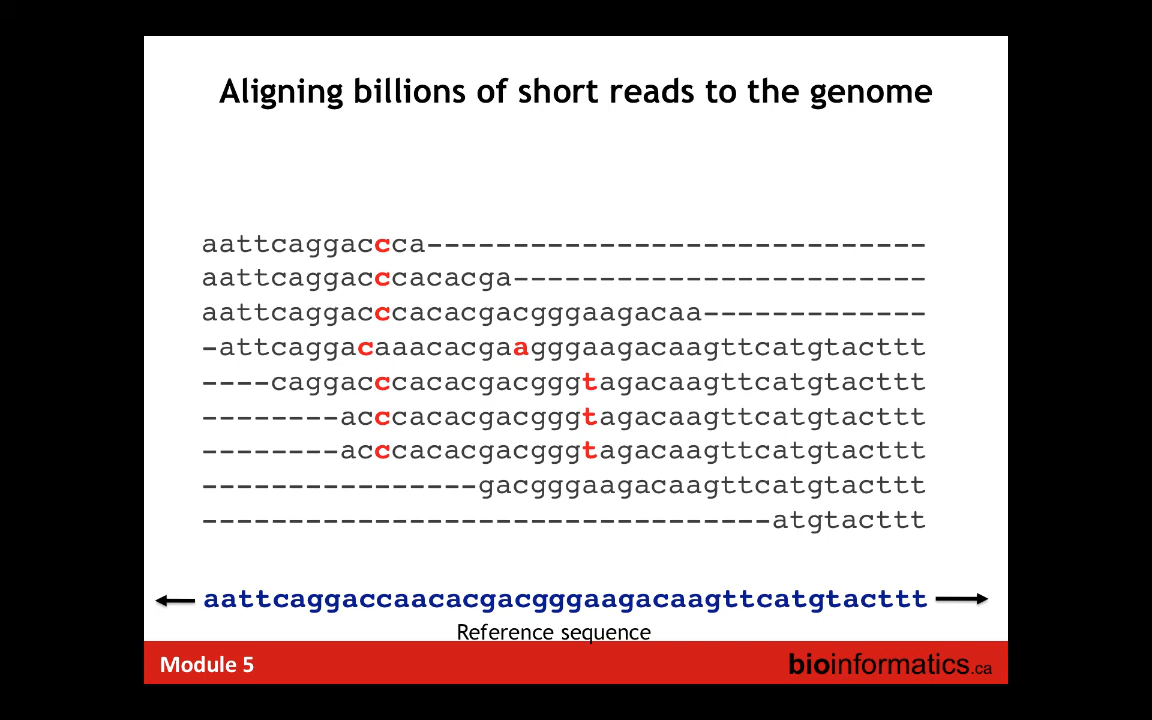 Aligning billions of short reads to the genome
aattcaggaccca-----------------------------
aattcaggacccacacga------------------------
aattcaggacccacacgacgggaagacaa-------------
-attcaggacaaacacgaagggaagacaagttcatgtacttt
----caggacccacacgacgggtagacaagttcatgtacttt
--------acccacacgacgggtagacaagttcatgtacttt
--------acccacacgacgggtagacaagttcatgtacttt
----------------gacgggaagacaagttcatgtacttt
---------------------------------atgtacttt
aattcaggaccaacacgacgggaagacaagttcatgtacttt
Reference sequence
Module 5
bioinformatics.ca